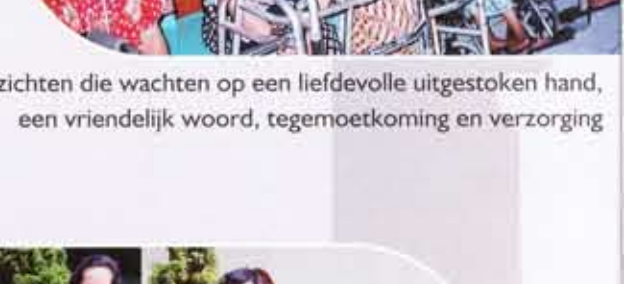 zichten die wachten op een liefdevolle uitgestoken hand,
een vriendelijk woord, tegemoetkoming en verzorging